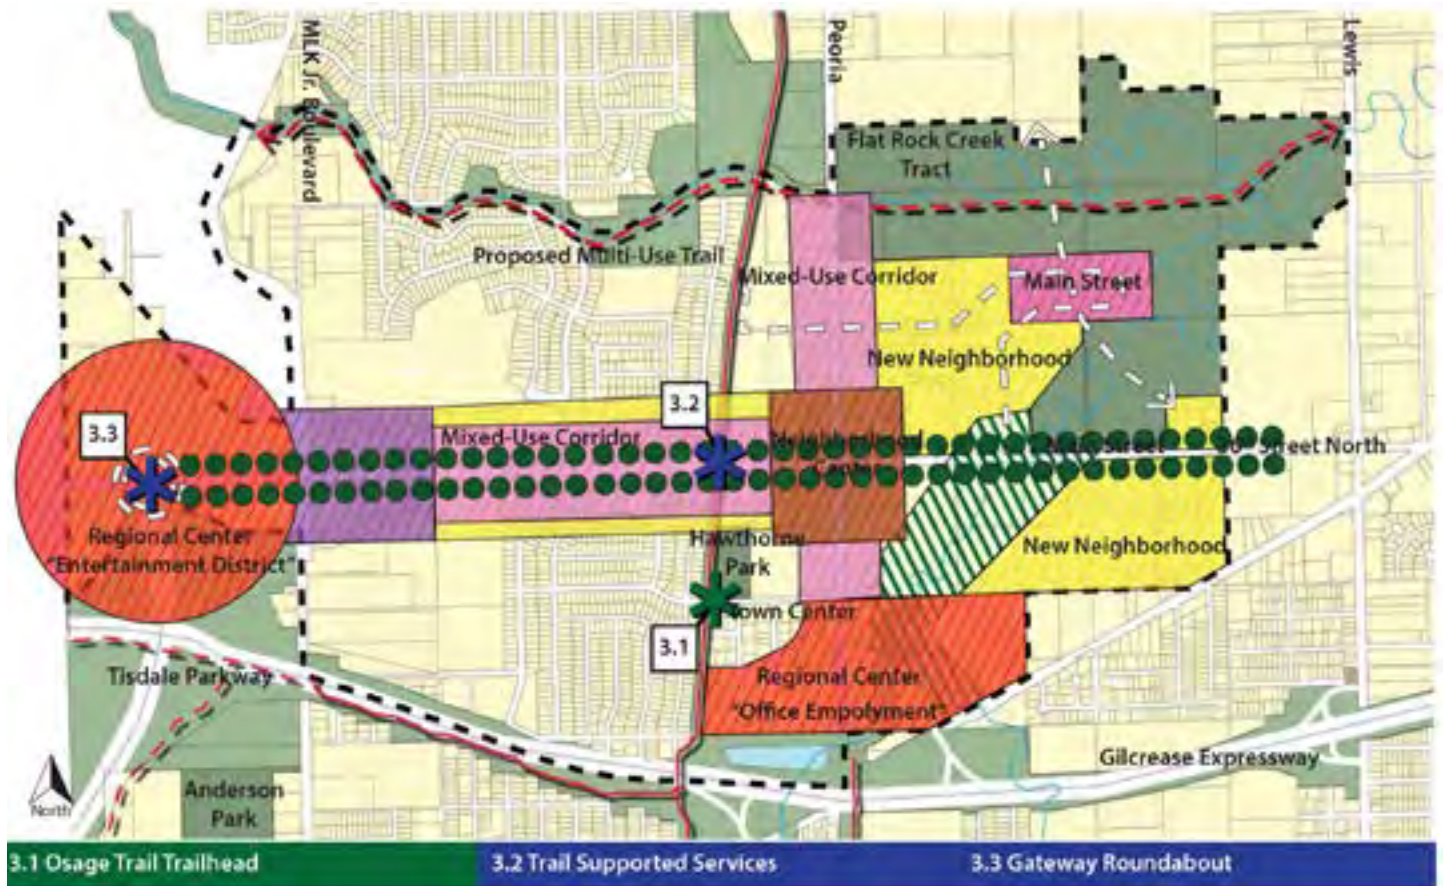 MLK Jr. Boulevard
Peoria
Lewis
Flat Rock Creek
Tract
Proposed Multi-Use Trail
Mixed-Use Corridor
Main Street
New Neighborhood
3.2
3.3
Mixed-Use Corridor
Neighborhood
Center
Street North
Regional Center
"Entertainment District"
Hawthorne
Park
New Neighborhood
Town Center
3.1
Tisdale Parkway
Regional Center
"Office Empolyment"
Gilcrease Expressway
Anderson
Park
North
3.1 Osage Trail Trailhead
3.2 Trail Supported Services
3.3 Gateway Roundabout